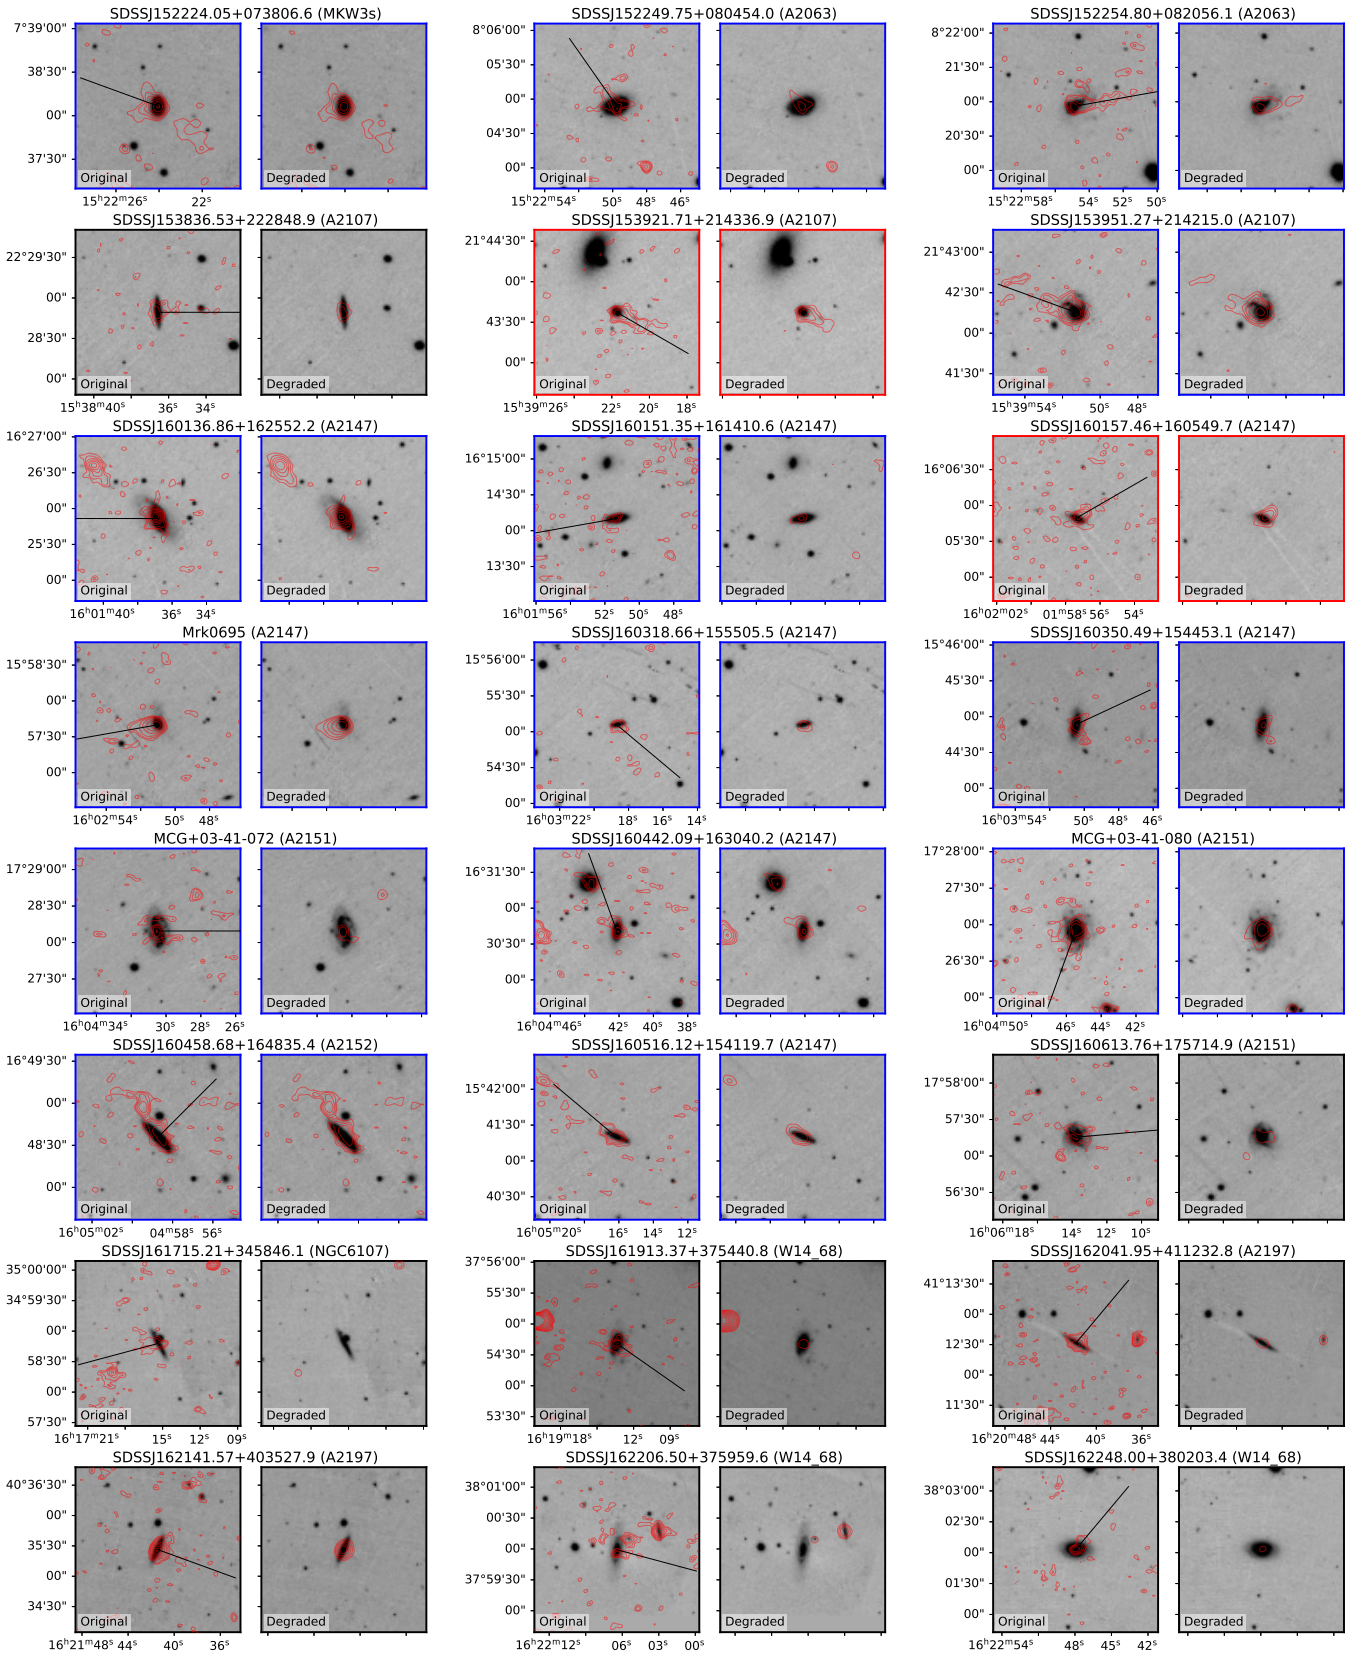 SDSSJ152224.05+073806.6 (MKW3s)
7°39'00"
38'30"
00"
37'30"
Original
Degraded
15ʰ22ᵐ26ˢ 22ˢ
SDSSJ152249.75+080454.0 (A2063)
8°06'00"
05'30"
00"
04'30"
00"
Original
Degraded
15ʰ22ᵐ54ˢ 50ˢ 48ˢ 46ˢ
SDSSJ152254.80+082056.1 (A2063)
8°22'00"
21'30"
00"
20'30"
00"
Original
Degraded
15ʰ22ᵐ58ˢ 54ˢ 52ˢ 50ˢ
SDSSJ153836.53+222848.9 (A2107)
22°29'30"
00"
28'30"
00"
Original
Degraded
15ʰ38ᵐ40ˢ 36ˢ 34ˢ
SDSSJ153921.71+214336.9 (A2107)
21°44'30"
00"
43'30"
00"
Original
Degraded
15ʰ39ᵐ26ˢ 22ˢ 20ˢ 18ˢ
SDSSJ153951.27+214215.0 (A2107)
21°43'00"
42'30"
00"
41'30"
Original
Degraded
15ʰ39ᵐ54ˢ 50ˢ 48ˢ
SDSSJ160136.86+162552.2 (A2147)
16°27'00"
26'30"
00"
25'30"
00"
Original
Degraded
16ʰ01ᵐ40ˢ 36ˢ 34ˢ
SDSSJ160151.35+161410.6 (A2147)
16°15'00"
14'30"
00"
13'30"
Original
Degraded
16ʰ01ᵐ56ˢ 52ˢ 50ˢ 48ˢ
SDSSJ160157.46+160549.7 (A2147)
16°06'30"
00"
05'30"
00"
Original
Degraded
16ʰ02ᵐ02ˢ 01ᵐ58ˢ 56ˢ 54ˢ
Mrk0695 (A2147)
15°58'30"
00"
57'30"
00"
Original
Degraded
16ʰ02ᵐ54ˢ 50ˢ 48ˢ
SDSSJ160318.66+155505.5 (A2147)
15°56'00"
55'30"
00"
54'30"
00"
Original
Degraded
16ʰ03ᵐ22ˢ 18ˢ 16ˢ 14ˢ
SDSSJ160350.49+154453.1 (A2147)
15°46'00"
45'30"
00"
44'30"
00"
Original
Degraded
16ʰ03ᵐ54ˢ 50ˢ 48ˢ 46ˢ
MCG+03-41-072 (A2151)
17°29'00"
28'30"
00"
27'30"
Original
Degraded
16ʰ04ᵐ34ˢ 30ˢ 28ˢ 26ˢ
SDSSJ160442.09+163040.2 (A2147)
16°31'30"
00"
30'30"
00"
Original
Degraded
16ʰ04ᵐ46ˢ 42ˢ 40ˢ 38ˢ
MCG+03-41-080 (A2151)
17°28'00"
27'30"
00"
26'30"
00"
Original
Degraded
16ʰ04ᵐ50ˢ 46ˢ 44ˢ 42ˢ
SDSSJ160458.68+164835.4 (A2152)
16°49'30"
00"
48'30"
00"
Original
Degraded
16ʰ05ᵐ02ˢ 04ᵐ58ˢ 56ˢ
SDSSJ160516.12+154119.7 (A2147)
15°42'00"
41'30"
00"
40'30"
Original
Degraded
16ʰ05ᵐ20ˢ 16ˢ 14ˢ 12ˢ
SDSSJ160613.76+175714.9 (A2151)
17°58'00"
57'30"
00"
56'30"
Original
Degraded
16ʰ06ᵐ18ˢ 14ˢ 12ˢ 10ˢ
SDSSJ161715.21+345846.1 (NGC6107)
35°00'00"
34°59'30"
00"
58'30"
00"
57'30"
Original
Degraded
16ʰ17ᵐ21ˢ 15ˢ 12ˢ 09ˢ
SDSSJ161913.37+375440.8 (W14_68)
37°56'00"
55'30"
00"
54'30"
00"
53'30"
Original
Degraded
16ʰ19ᵐ18ˢ 12ˢ 09ˢ
SDSSJ162041.95+411232.8 (A2197)
41°13'30"
00"
12'30"
00"
11'30"
Original
Degraded
16ʰ20ᵐ48ˢ 44ˢ 40ˢ 36ˢ
SDSSJ162141.57+403527.9 (A2197)
40°36'30"
00"
35'30"
00"
34'30"
Original
Degraded
16ʰ21ᵐ48ˢ 44ˢ 40ˢ 36ˢ
SDSSJ162206.50+375959.6 (W14_68)
38°01'00"
00'30"
00"
37°59'30"
00"
Original
Degraded
16ʰ22ᵐ12ˢ 06ˢ 03ˢ 00ˢ
SDSSJ162248.00+380203.4 (W14_68)
38°03'00"
02'30"
00"
01'30"
00"
Original
Degraded
16ʰ22ᵐ54ˢ 48ˢ 45ˢ 42ˢ